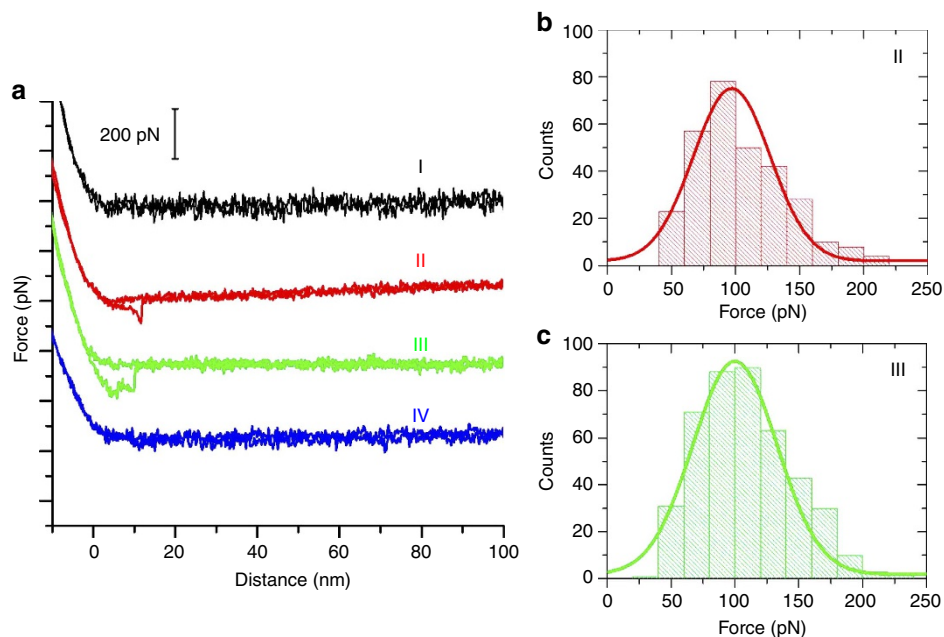 a
200 pN
I
II
III
IV
Force (pN)
0 20 40 60 80 100
Distance (nm)
b
II
100
80
60
40
20
0
Counts
0 50 100 150 200 250
Force (pN)
c
III
100
80
60
40
20
0
Counts
0 50 100 150 200 250
Force (pN)